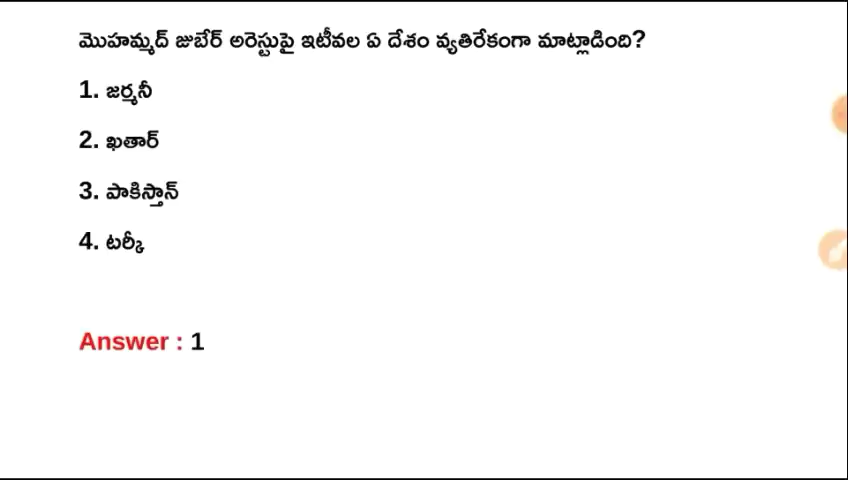 మొహమ్మద్ జుబేర్ అరెస్టుపై ఇటీవల ఏ దేశం వ్యతిరేకంగా మాట్లాడింది?
1. జర్మనీ
2. ఖతార్
3. పాకిస్తాన్
4. టర్కీ
Answer : 1